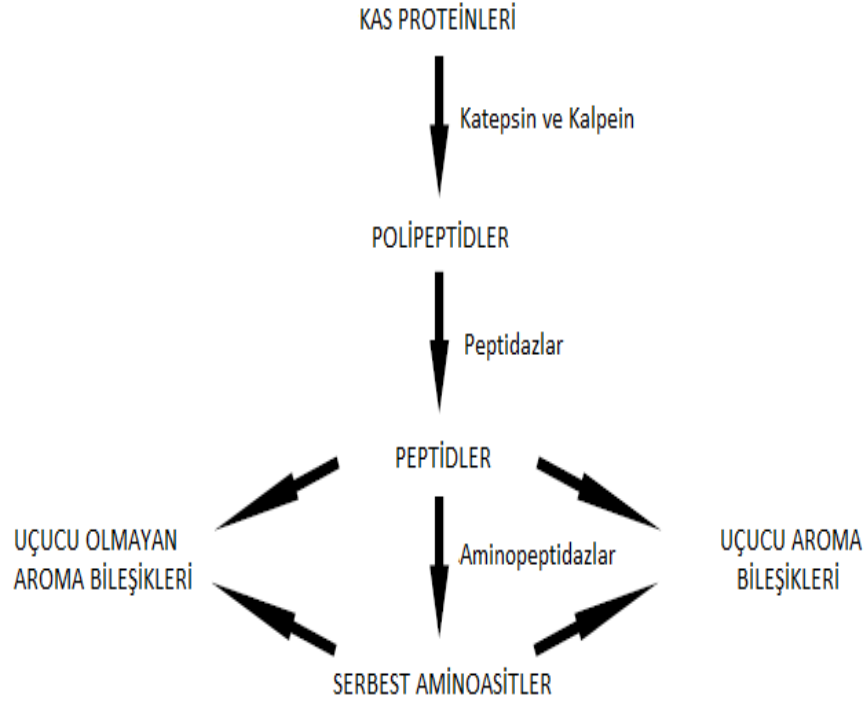 KAS PROTEİNLERİ
Katepsin ve Kalpein
POLİPEPTİDLER
Peptidazlar
PEPTİDLER
UÇUCU OLMAYAN
AROMA BİLEŞİKLERİ
Aminopeptidazlar
UÇUCU AROMA
BİLEŞİKLERİ
SERBEST AMİNOASİTLER